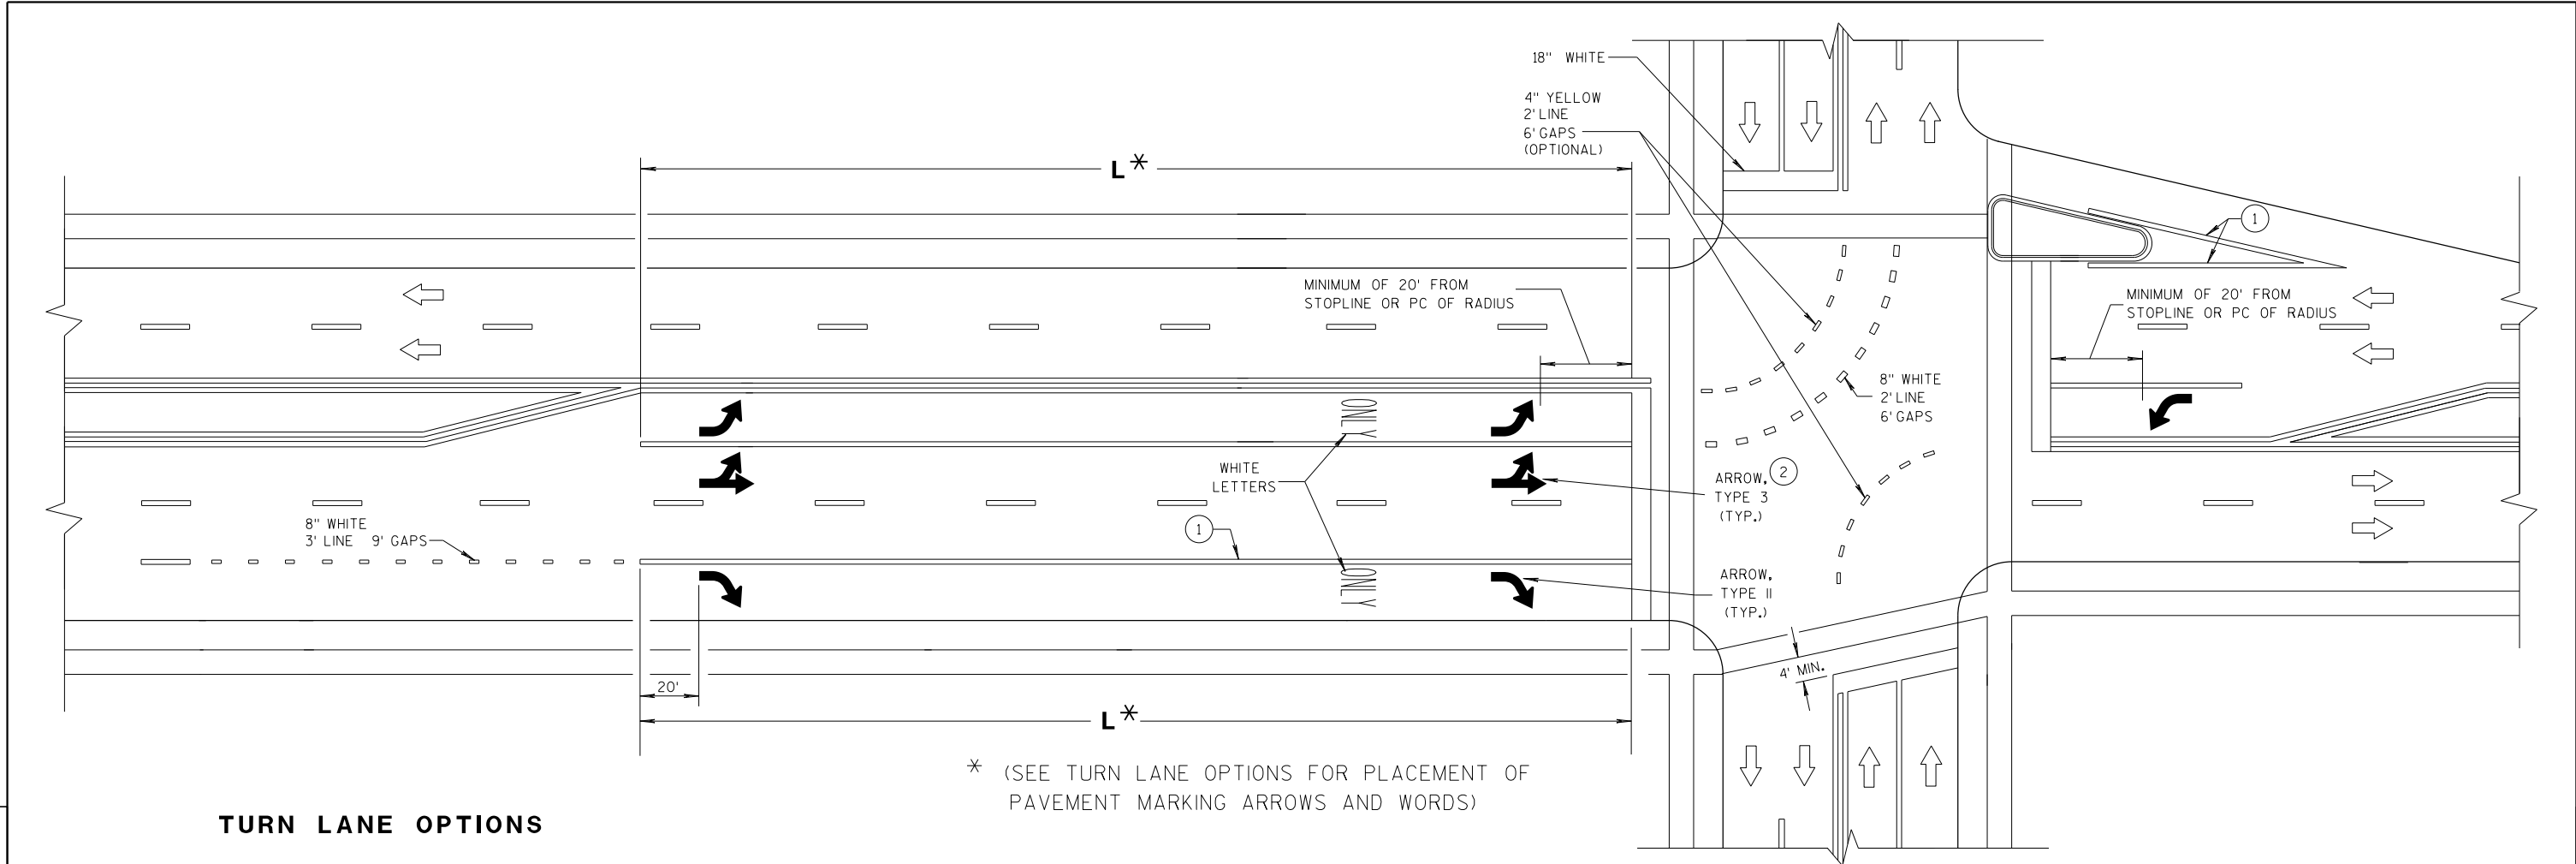 18" WHITE
4" YELLOW
2' LINE
6' GAPS
(OPTIONAL)
L*
1
MINIMUM OF 20' FROM
STOPLINE OR PC OF RADIUS
MINIMUM OF 20' FROM
STOPLINE OR PC OF RADIUS
8" WHITE
2' LINE
6' GAPS
ONLY
WHITE
LETTERS
ARROW, 2
TYPE 3
(TYP.)
1
8" WHITE
3' LINE 9' GAPS
ONLY
ARROW,
TYPE II
(TYP.)
4' MIN.
20'
L*
* (SEE TURN LANE OPTIONS FOR PLACEMENT OF
PAVEMENT MARKING ARROWS AND WORDS)
TURN LANE OPTIONS